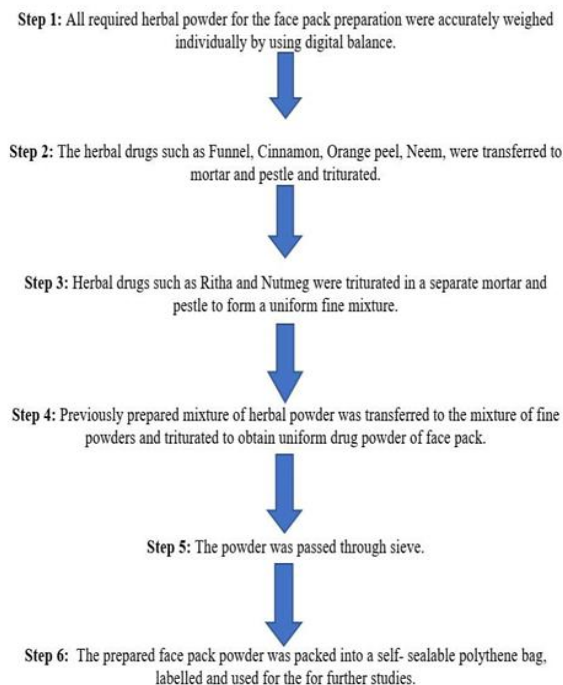 Step 1: All required herbal powder for the face pack preparation were accurately weighed
individually by using digital balance.
Step 2: The herbal drugs such as Funnel, Cinnamon, Orange peel, Neem, were transferred to
mortar and pestle and triturated.
Step 3: Herbal drugs such as Ritha and Nutmeg were triturated in a separate mortar and
pestle to form a uniform fine mixture.
Step 4: Previously prepared mixture of herbal powder was transferred to the mixture of fine
powders and triturated to obtain uniform drug powder of face pack.
Step 5: The powder was passed through sieve.
Step 6: The prepared face pack powder was packed into a self- sealable polythene bag,
labelled and used for the for further studies.